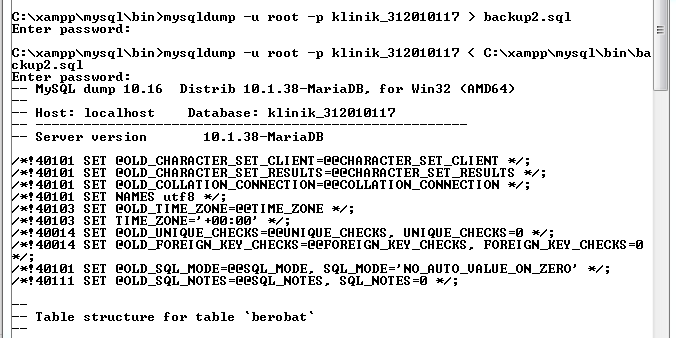 C:\xampp\mysql\bin>mysqldump -u root -p klinik_312010117 > backup2.sql
Enter password:
C:\xampp\mysql\bin>mysqldump -u root -p klinik_312010117 < C:\xampp\mysql\bin\ba
ckup2.sql
Enter password:
-- MySQL dump 10.16  Distrib 10.1.38-MariaDB, for Win32 (AMD64)
--
-- Host: localhost    Database: klinik_312010117
-- ------------------------------------------------------
-- Server version       10.1.38-MariaDB
/*!40101 SET @OLD_CHARACTER_SET_CLIENT=@@CHARACTER_SET_CLIENT */;
/*!40101 SET @OLD_CHARACTER_SET_RESULTS=@@CHARACTER_SET_RESULTS */;
/*!40101 SET @OLD_COLLATION_CONNECTION=@@COLLATION_CONNECTION */;
/*!40101 SET NAMES utf8 */;
/*!40103 SET @OLD_TIME_ZONE=@@TIME_ZONE */;
/*!40103 SET TIME_ZONE='+00:00' */;
/*!40014 SET @OLD_UNIQUE_CHECKS=@@UNIQUE_CHECKS, UNIQUE_CHECKS=0 */;
/*!40014 SET @OLD_FOREIGN_KEY_CHECKS=@@FOREIGN_KEY_CHECKS, FOREIGN_KEY_CHECKS=0
*/;
/*!40101 SET @OLD_SQL_MODE=@@SQL_MODE, SQL_MODE='NO_AUTO_VALUE_ON_ZERO' */;
/*!40111 SET @OLD_SQL_NOTES=@@SQL_NOTES, SQL_NOTES=0 */;
--
-- Table structure for table `berobat`
--